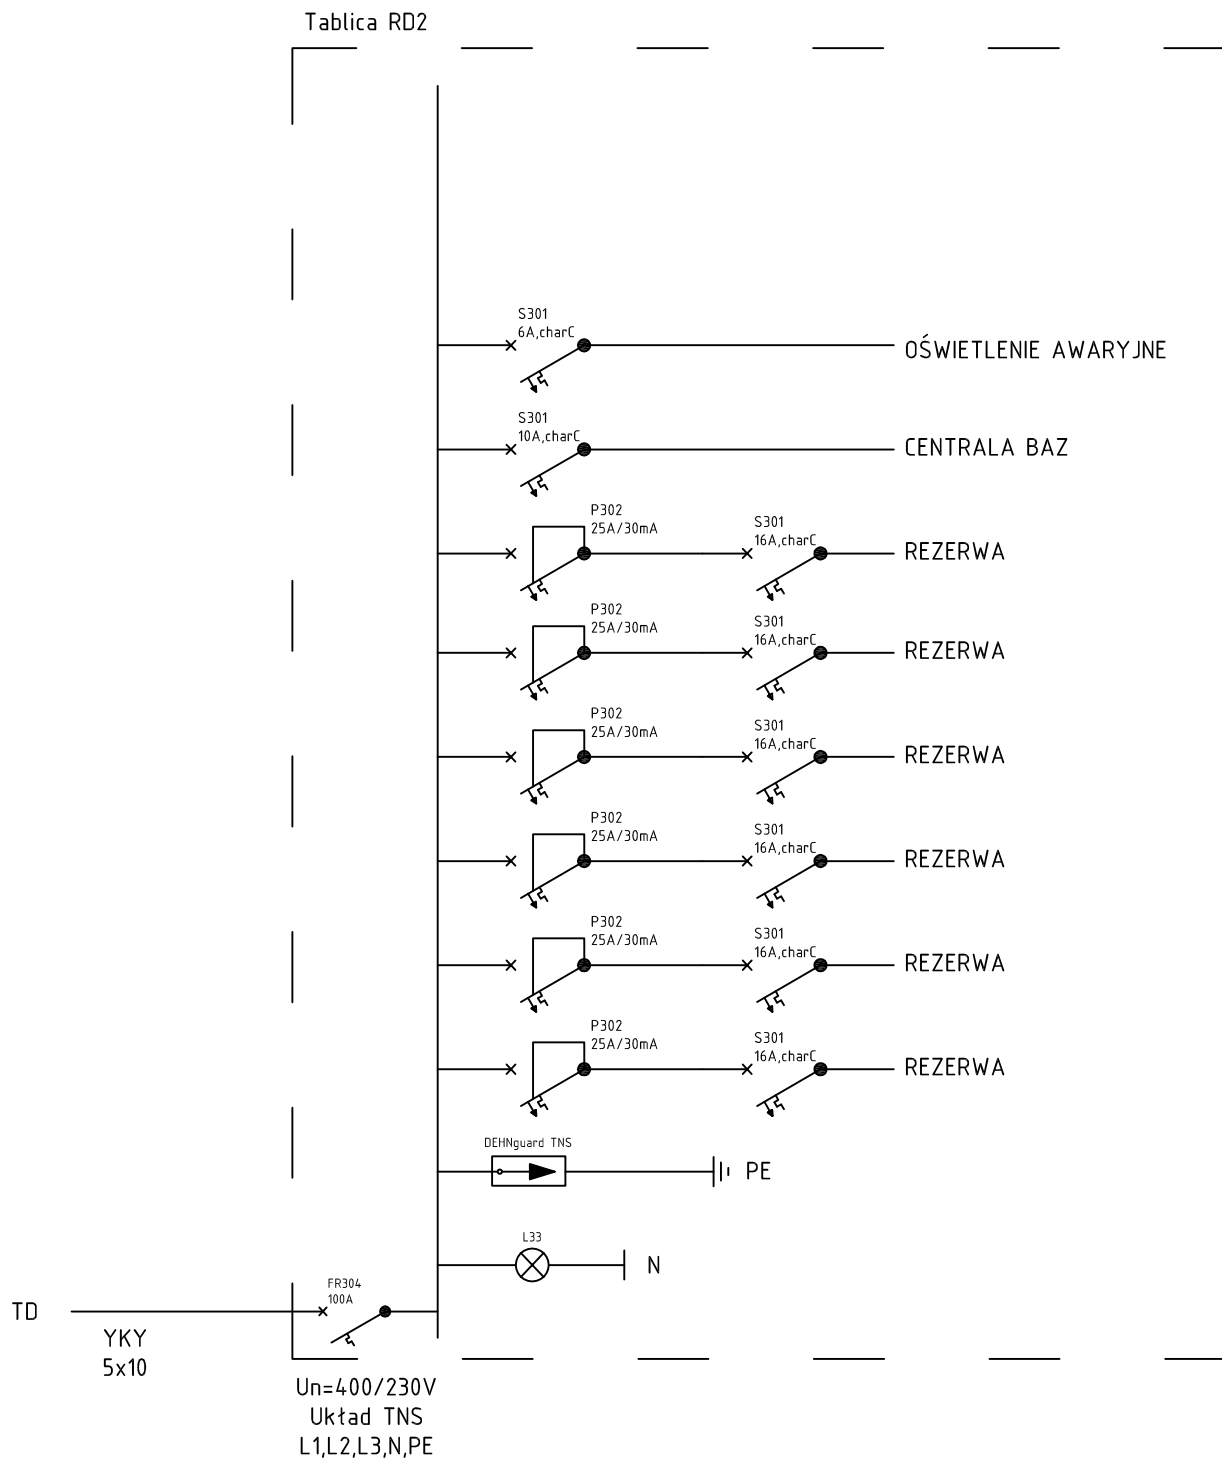 Tablica RD2
S301
6A,charC
OŚWIETLENIE AWARYJNE
S301
10A,charC
CENTRALA BAZ
P302
25A/30mA
S301
16A,charC
REZERWA
P302
25A/30mA
S301
16A,charC
REZERWA
P302
25A/30mA
S301
16A,charC
REZERWA
P302
25A/30mA
S301
16A,charC
REZERWA
P302
25A/30mA
S301
16A,charC
REZERWA
P302
25A/30mA
S301
16A,charC
REZERWA
DEHNguard TNS
PE
L33
N
FR304
100A
TD
YKY
5x10
Un=400/230V
Układ TNS
L1,L2,L3,N,PE